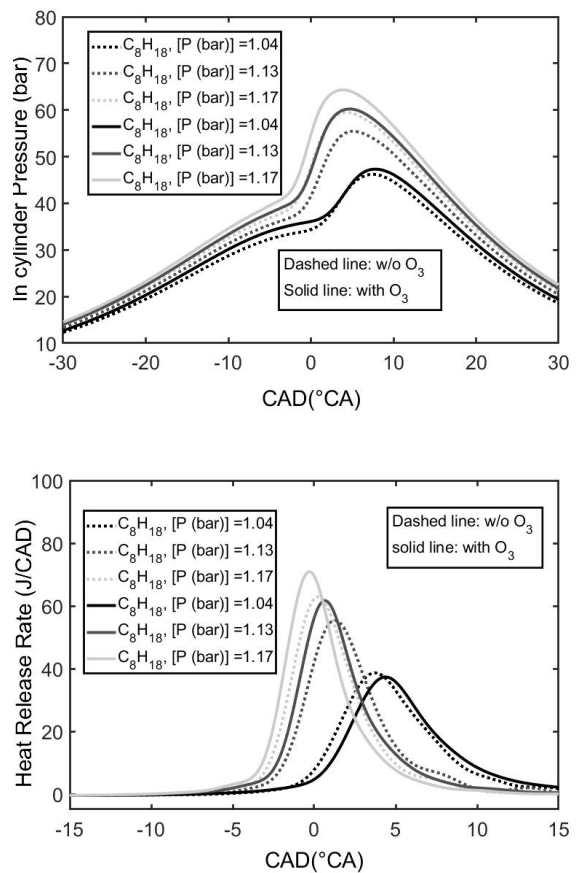 80
70
60
50
40
30
20
10
In cylinder Pressure (bar)
C8H18, [P (bar)] =1.04
C8H18, [P (bar)] =1.13
C8H18, [P (bar)] =1.17
C8H18, [P (bar)] =1.04
C8H18, [P (bar)] =1.13
C8H18, [P (bar)] =1.17
Dashed line: w/o O3
Solid line: with O3
-30 -20 -10 0 10 20 30
CAD(°CA)
100
80
60
40
20
0
Heat Release Rate (J/CAD)
C8H18, [P (bar)] =1.04
C8H18, [P (bar)] =1.13
C8H18, [P (bar)] =1.17
C8H18, [P (bar)] =1.04
C8H18, [P (bar)] =1.13
C8H18, [P (bar)] =1.17
Dashed line: w/o O3
solid line: with O3
-15 -10 -5 0 5 10 15
CAD(°CA)